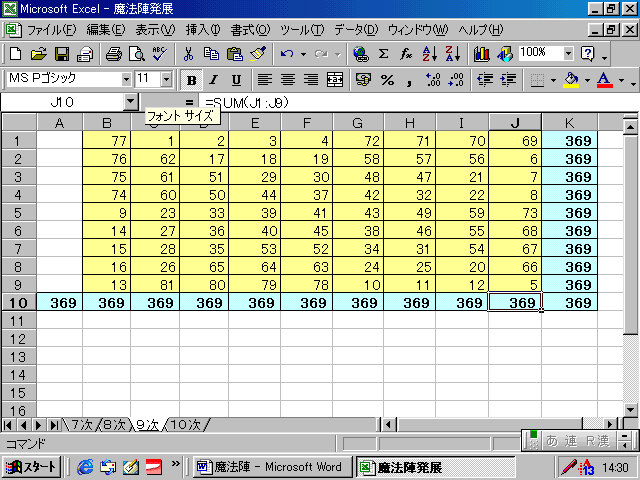 Microsoft Excel - 魔法陣発展
ファイル(F) 編集(E) 表示(V) 挿入(I) 書式(O) ツール(T) データ(D) ウィンドウ(W) ヘルプ(H)
100%
MS Pゴシック 11 B I U
J10 = =SUM(J1:J9)
フォント サイズ
A B C D E F G H I J K
1 77 1 2 3 4 72 71 70 69 369
2 76 62 17 18 19 58 57 56 6 369
3 75 61 51 29 30 48 47 21 7 369
4 74 60 50 44 37 42 32 22 8 369
5 9 23 33 39 41 43 49 59 73 369
6 14 27 36 40 45 38 46 55 68 369
7 15 28 35 53 52 34 31 54 67 369
8 16 26 65 64 63 24 25 20 66 369
9 13 81 80 79 78 10 11 12 5 369
10 369 369 369 369 369 369 369 369 369 369 369
11
12
13
14
15
16
7次 8次 9次 10次
コマンド
あ 連 R漢
スタート 魔法陣 - Microsoft Word 魔法陣発展 14:30